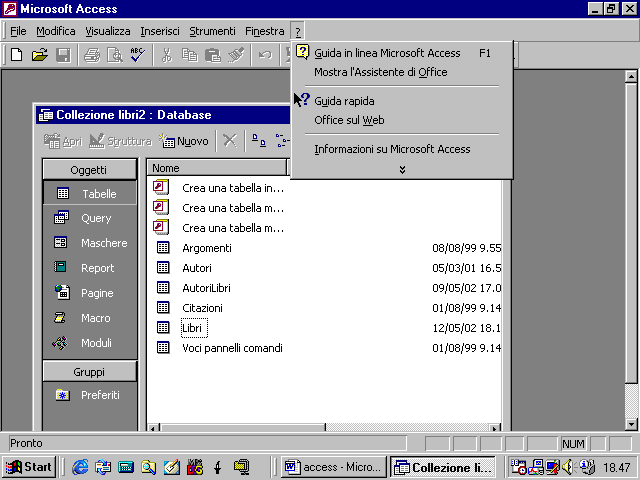 Microsoft Access
File Modifica Visualizza Inserisci Strumenti Finestra ?
Guida in linea Microsoft Access F1
Mostra l'Assistente di Office
Guida rapida
Office sul Web
Informazioni su Microsoft Access
Collezione libri2 : Database
Apri Struttura Nuovo
Oggetti
Tabelle
Query
Maschere
Report
Pagine
Macro
Moduli
Gruppi
Preferiti
Nome
Crea una tabella in...
Crea una tabella m...
Crea una tabella m...
Argomenti 08/08/99 9.55
Autori 05/03/01 16.5
AutoriLibri 09/05/02 17.0
Citazioni 01/08/99 9.14
Libri 12/05/02 18.1
Voci pannelli comandi 01/08/99 9.14
Pronto NUM
Start access - Micro... Collezione li... 18.47